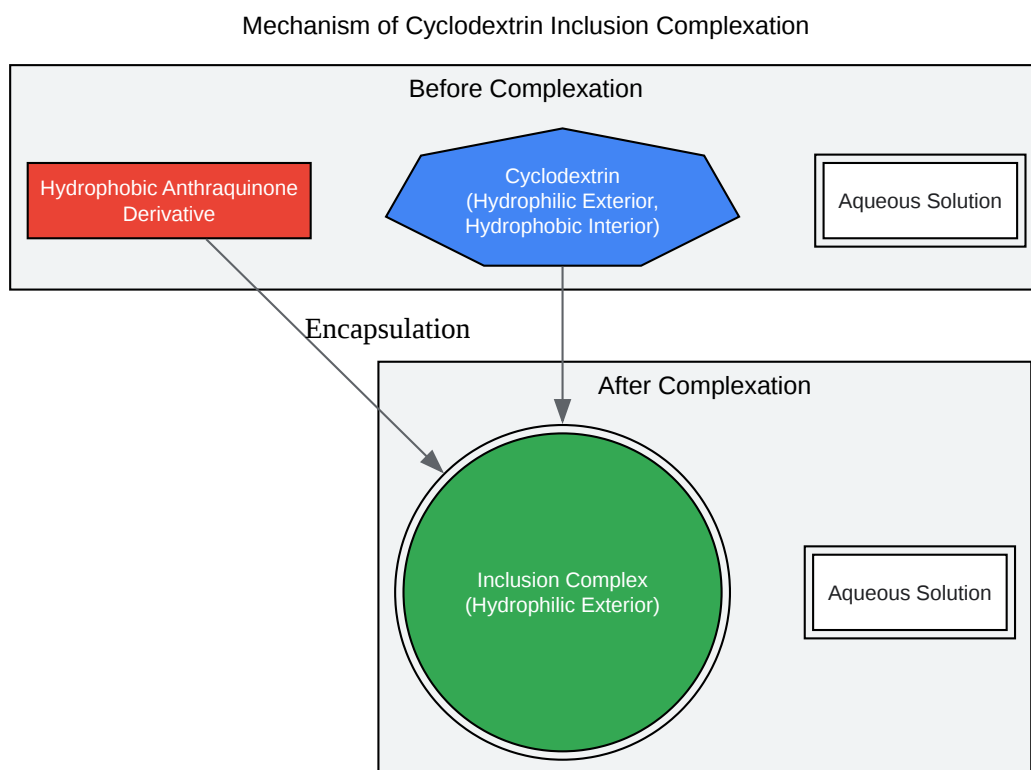 Mechanism of Cyclodextrin Inclusion Complexation
Before Complexation
Hydrophobic Anthraquinone
Derivative
Cyclodextrin
(Hydrophilic Exterior,
Hydrophobic Interior)
Aqueous Solution
Encapsulation
After Complexation
Inclusion Complex
(Hydrophilic Exterior)
Aqueous Solution